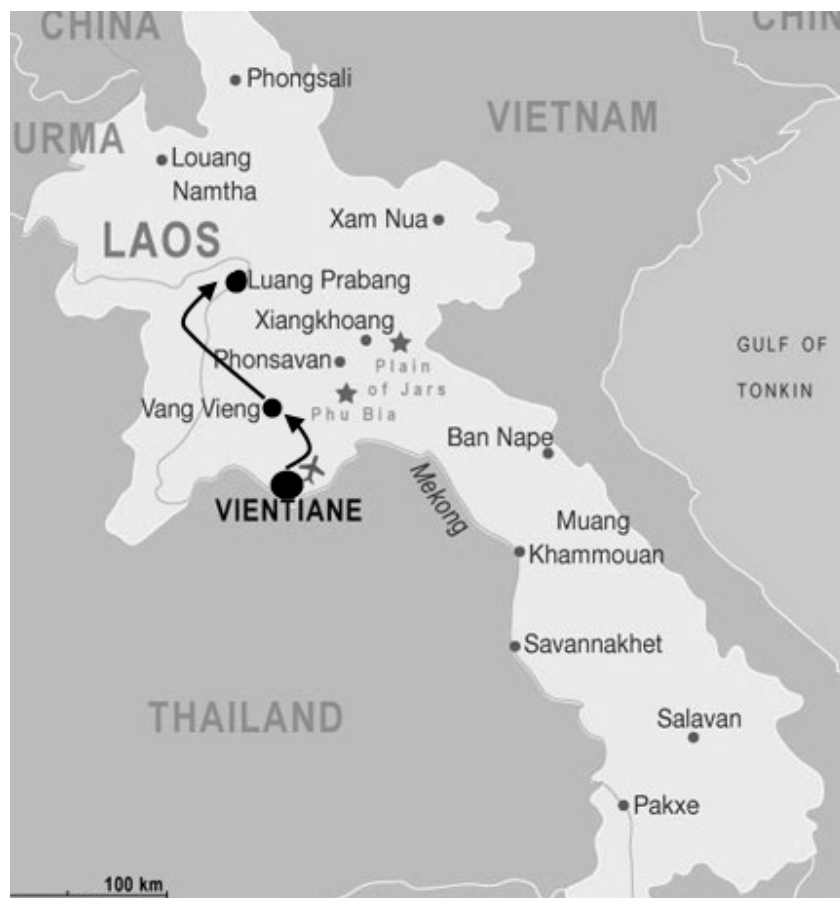 CHINA
CHIN
Phongsali
VIETNAM
URMA
Louang
Namtha
Xam Nua
LAOS
Luang Prabang
Xiangkhoang
GULF OF
TONKIN
Phonsavan
Plain
of Jars
Vang Vieng
Phu Bia
Ban Nape
Mekong
VIENTIANE
Muang
Khammouan
Savannakhet
THAILAND
Salavan
Pakxe
100 km